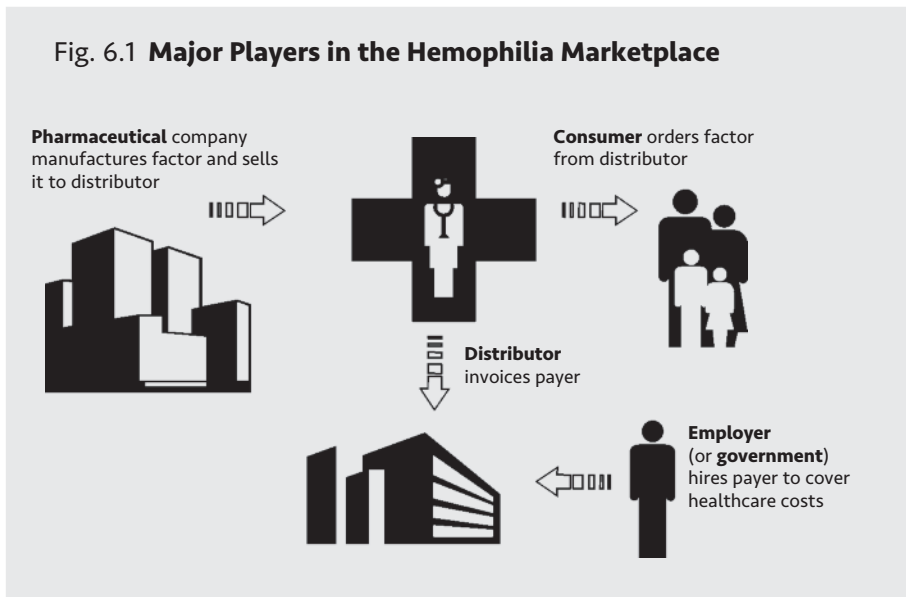 Fig. 6.1 Major Players in the Hemophilia Marketplace
Pharmaceutical company
manufactures factor and sells
it to distributor
Consumer orders factor
from distributor
Distributor
invoices payer
Employer
(or government)
hires payer to cover
healthcare costs